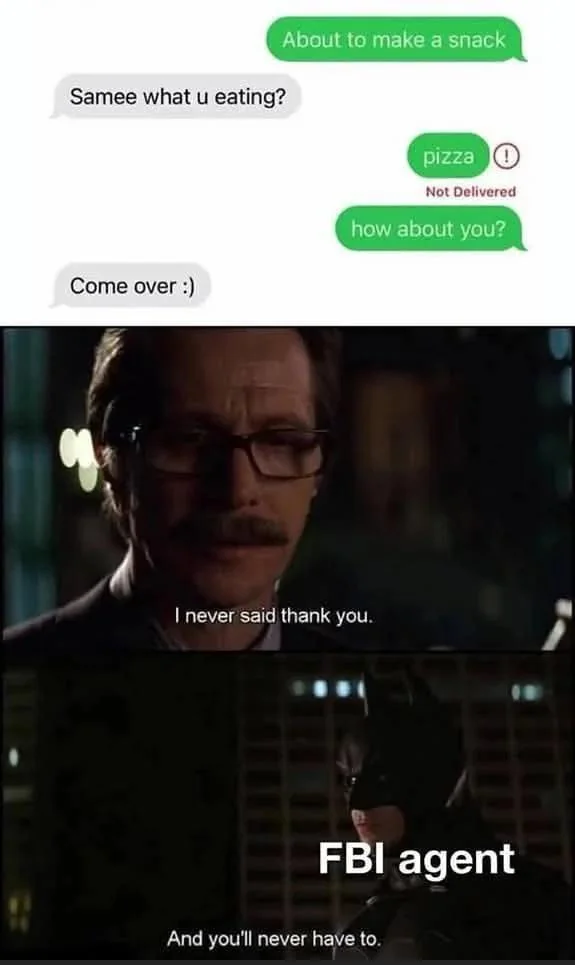 About to make a snack
Samee what u eating?
pizza
Not Delivered
how about you?
Come over :)
I never said thank you.
FBI agent
And you'll never have to.